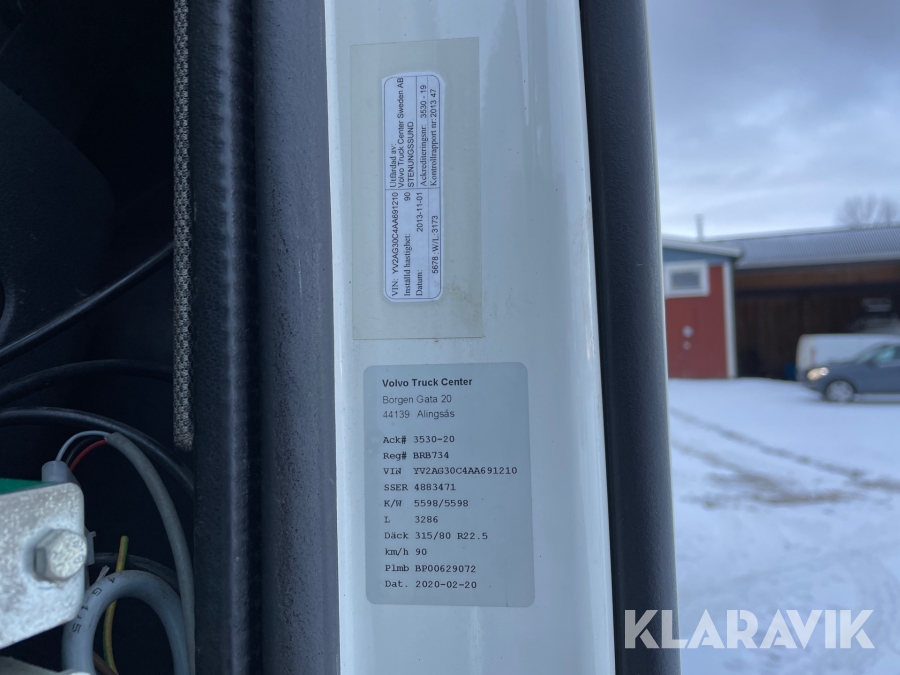 VIN: YV2AG30C4AA691210
Inställd hastighet: 90
Datum: 2013-11-01
5678 -W/L 3173
Utfärdad av:
Volvo Truck Center Sweden AB
STENUNGSSUND
Ackrediteringsnr: 3530 - 19
Kontrollrapport nr: 2013 47
Volvo Truck Center
Borgen Gata 20
44139 Alingsås
Ack# 3530-20
Reg# BRB734
VIN YV2AG30C4AA691210
SSER 4883471
K/W 5598/5598
L 3286
Däck 315/80 R22.5
km/h 90
Plmb BP00629072
Dat. 2020-02-20
KLARAVIK